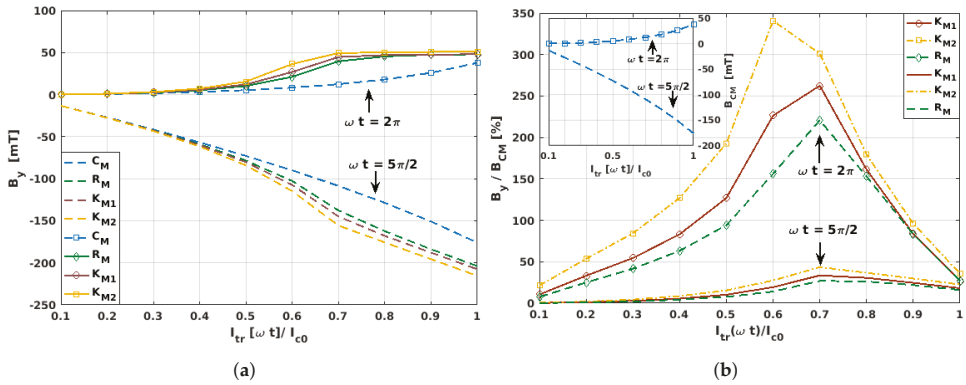 100
50
0
-50
-100
-150
-200
-250
0.1 0.2 0.3 0.4 0.5 0.6 0.7 0.8 0.9 1
B_y [mT]
I_tr [ω t]/ I_c0
ω t = 2π
ω t = 5π/2
C_M
R_M
K_M1
K_M2
C_M
R_M
K_M1
K_M2
(a)
350
300
250
200
150
100
50
0
0.1 0.2 0.3 0.4 0.5 0.6 0.7 0.8 0.9 1
B_y / B_CM [%]
I_tr(ω t)/I_c0
50
0
-50
-100
-150
-200
B_CM [mT]
0.1 0.5 1
I_tr [ω t]/ I_c0
ω t = 2π
ω t =5π/2
K_M1
K_M2
R_M
K_M1
K_M2
R_M
ω t = 2π
ω t = 5π/2
(b)